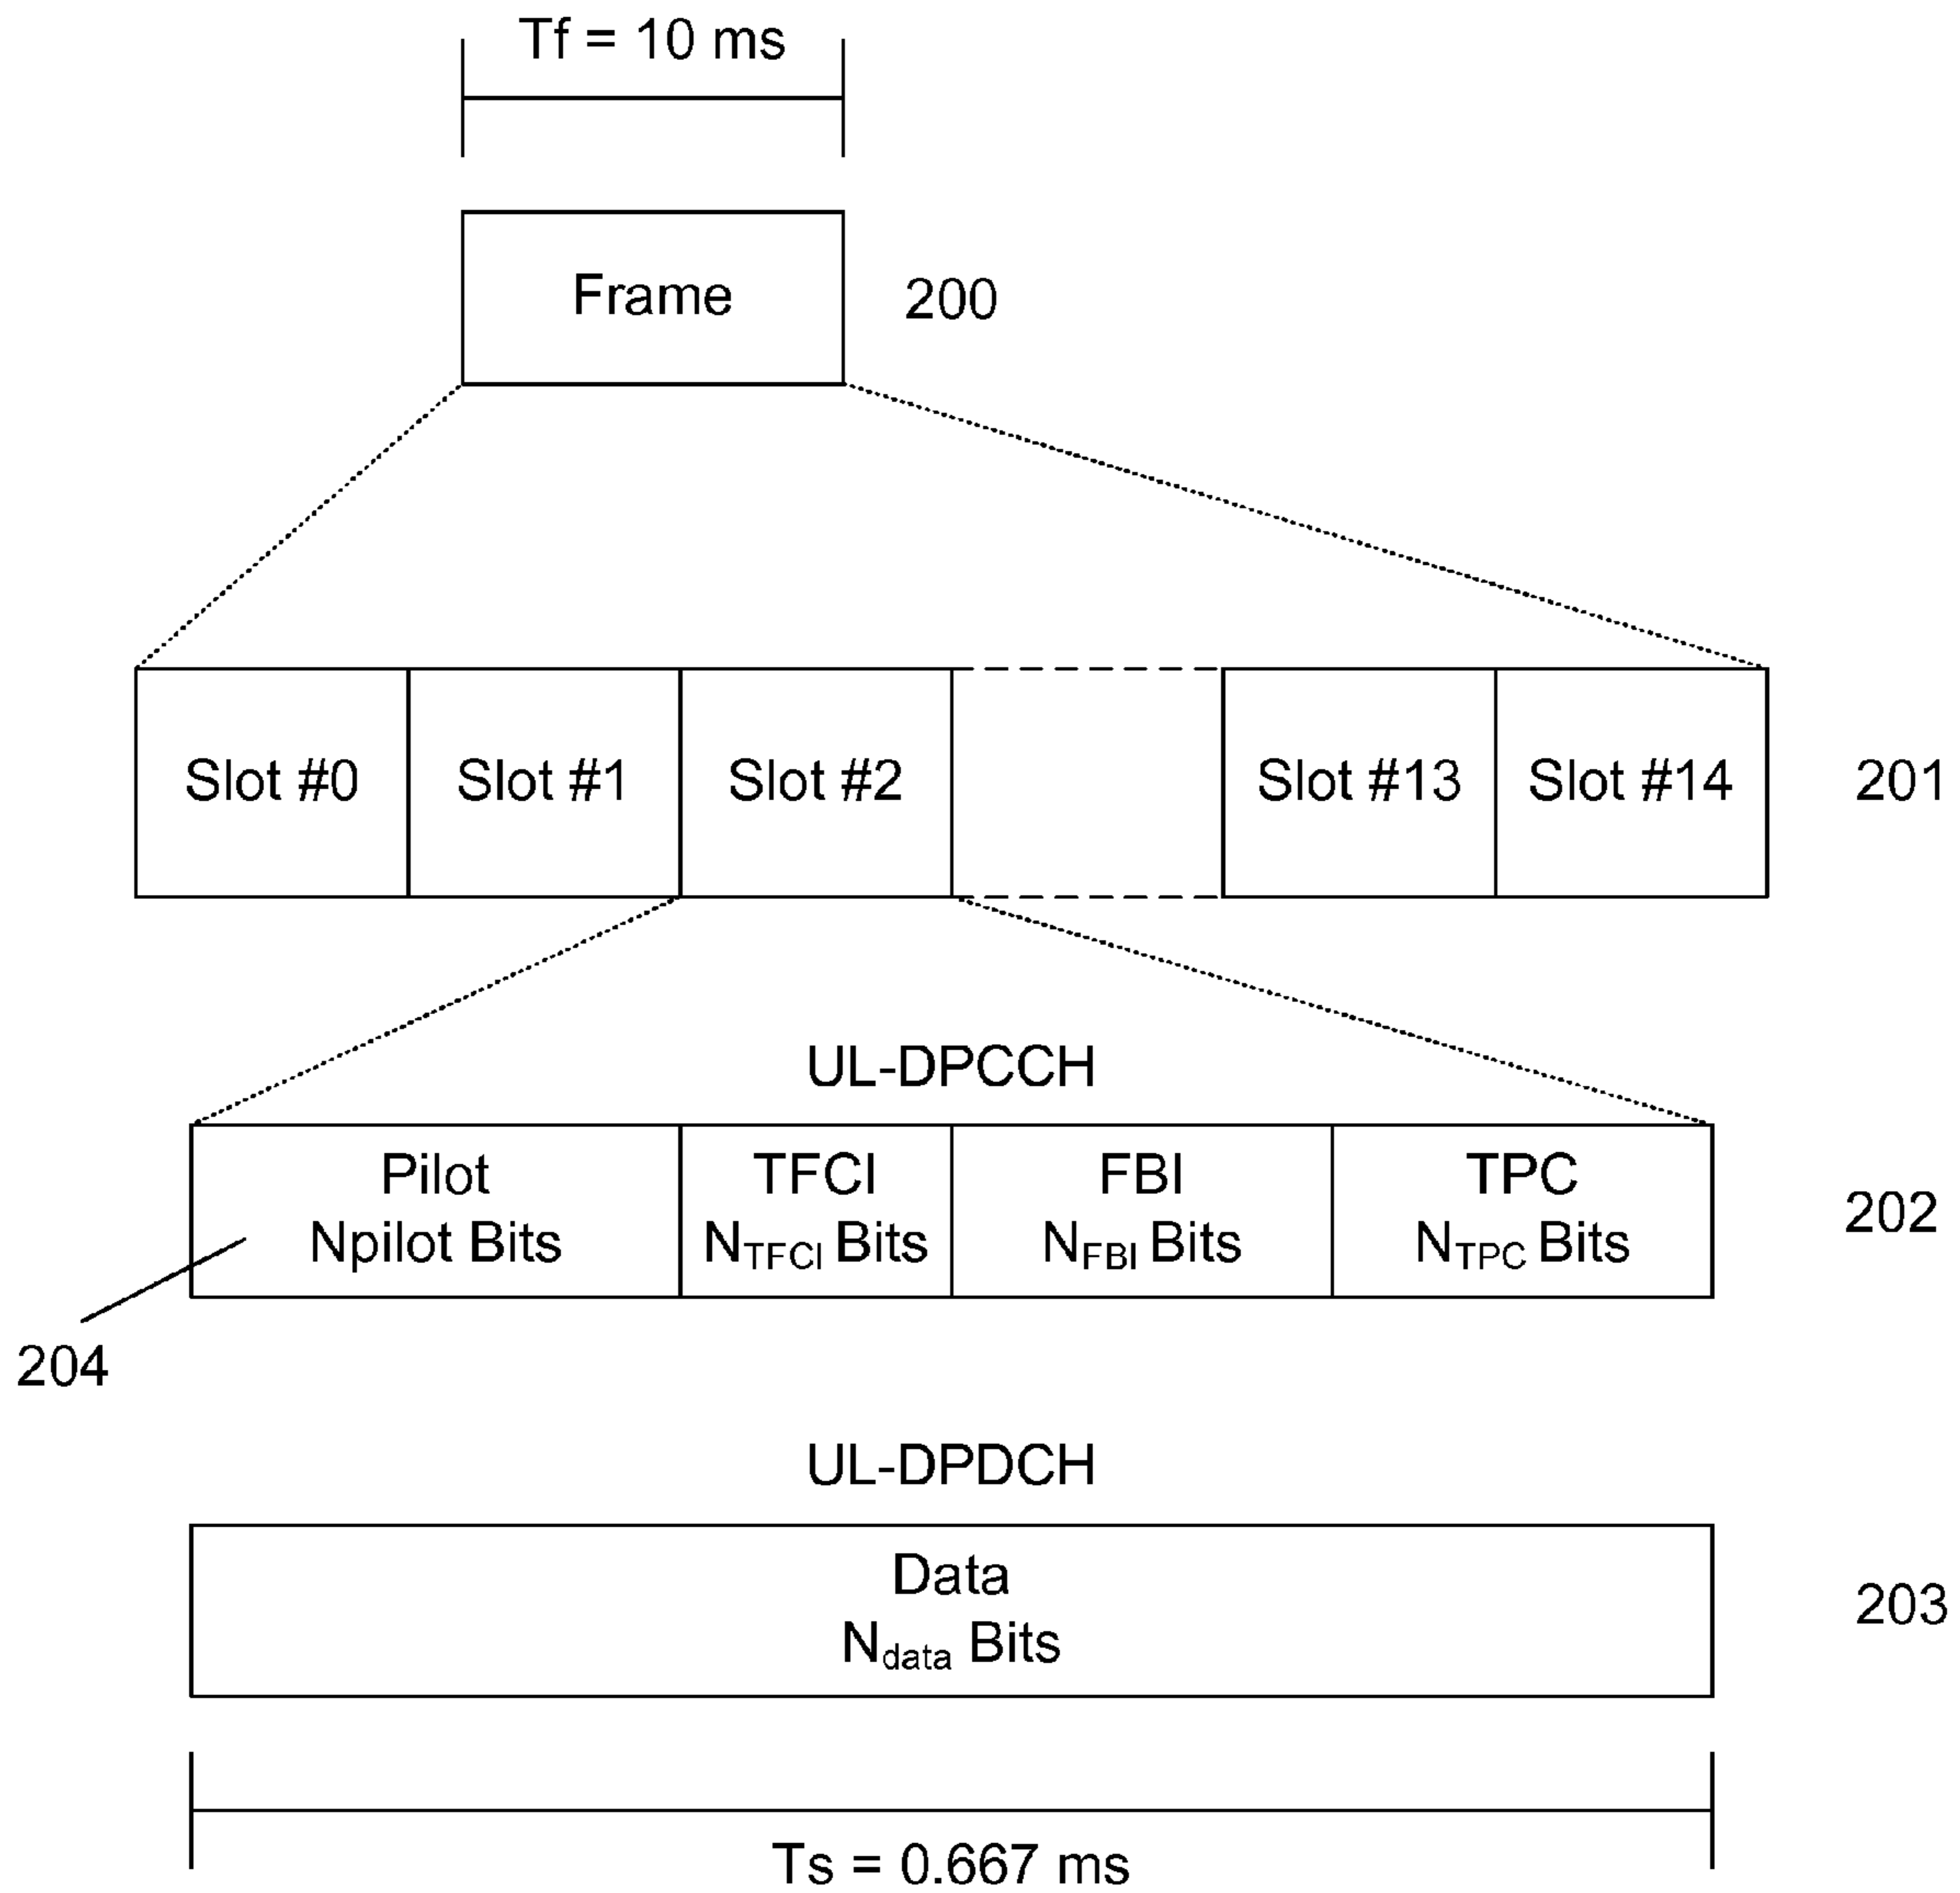 Tf = 10 ms
Frame
200
Slot #0 Slot #1 Slot #2 Slot #13 Slot #14
201
UL-DPCCH
Pilot TFCI FBI TPC
Npilot Bits NTFCI Bits NFBI Bits NTPC Bits
202
204
UL-DPDCH
Data
Ndata Bits
203
Ts = 0.667 ms